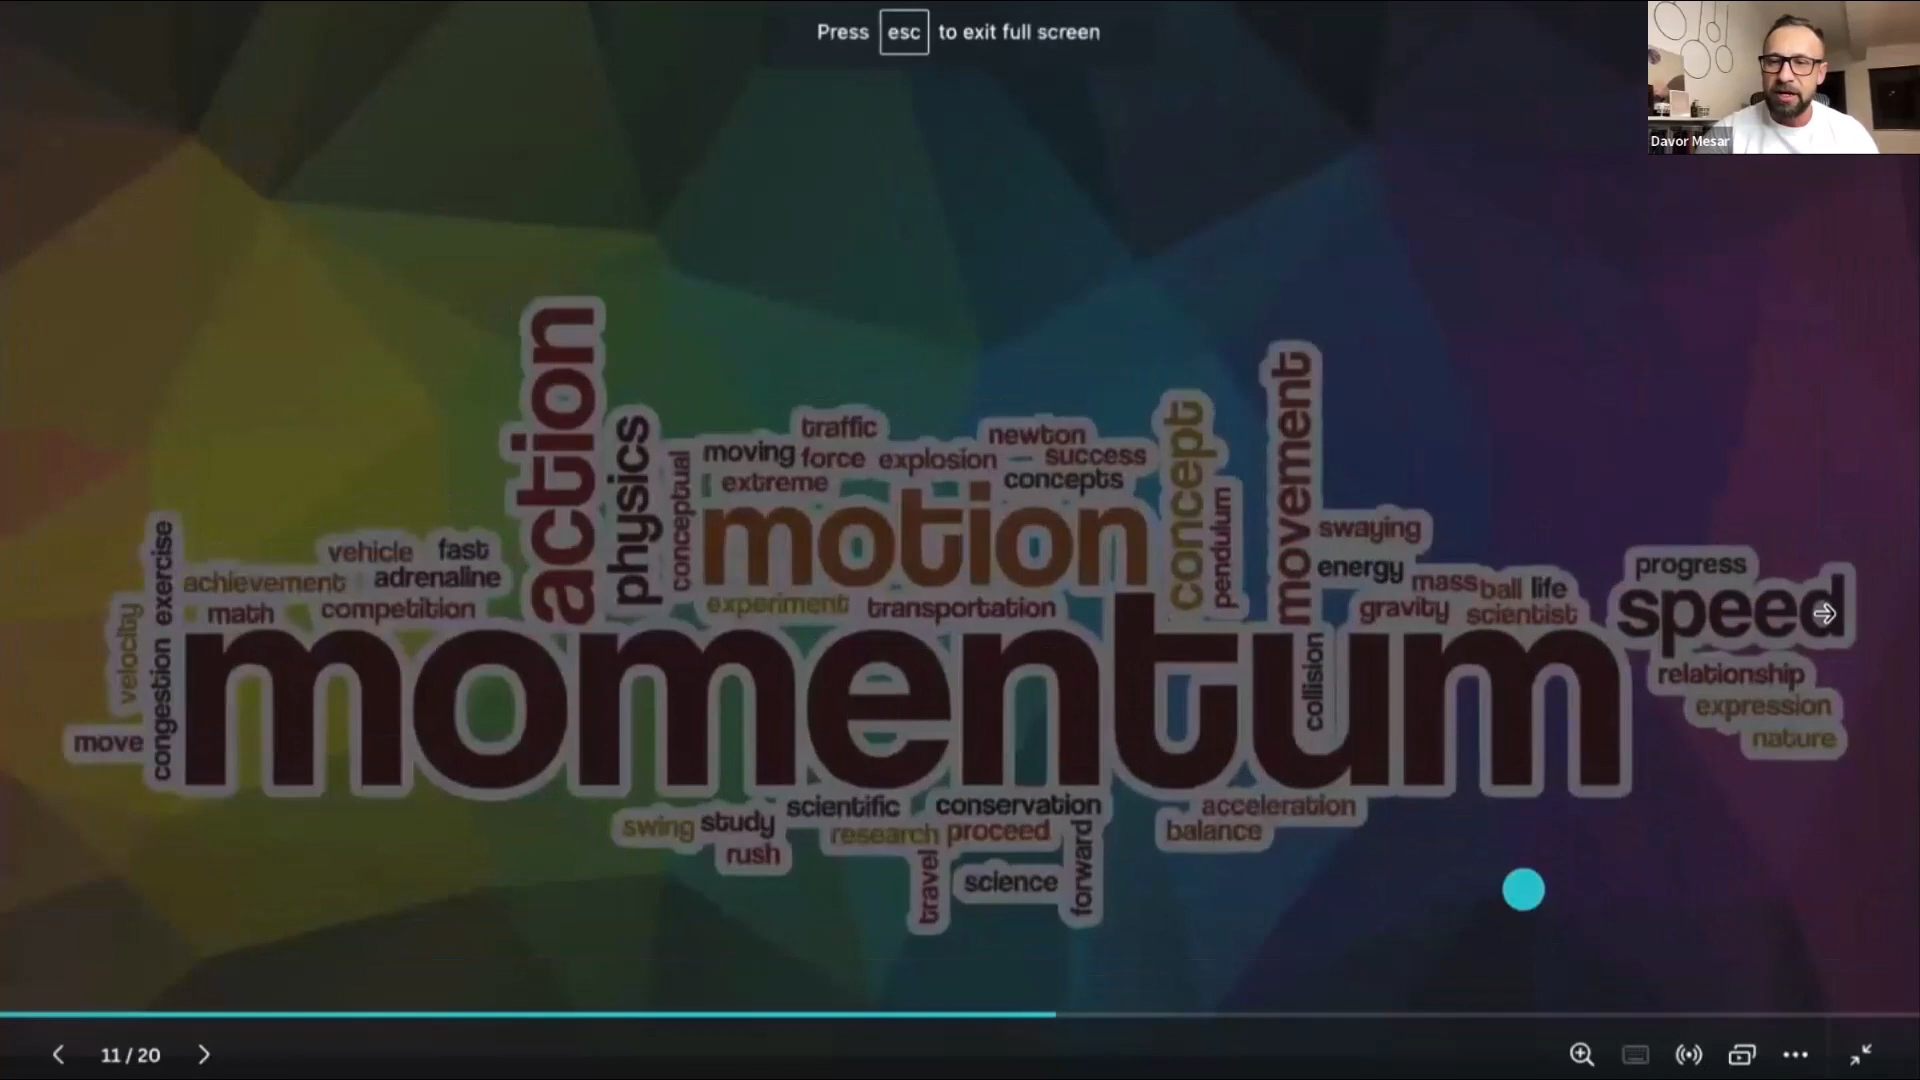 Press esc to exit full screen
Davor Mesar
action
physics
conceptual
traffic
moving force explosion
extreme
newton
success
concepts
motion
concept
pendulum
movement
swaying
energy mass ball life
gravity scientist
progress
speed
relationship
expression
nature
exercise
vehicle fast
achievement adrenaline
math competition
experiment transportation
velocity
congestion
move
momentum
collision
swing study scientific conservation acceleration
rush research proceed balance
travel science forward
11 / 20